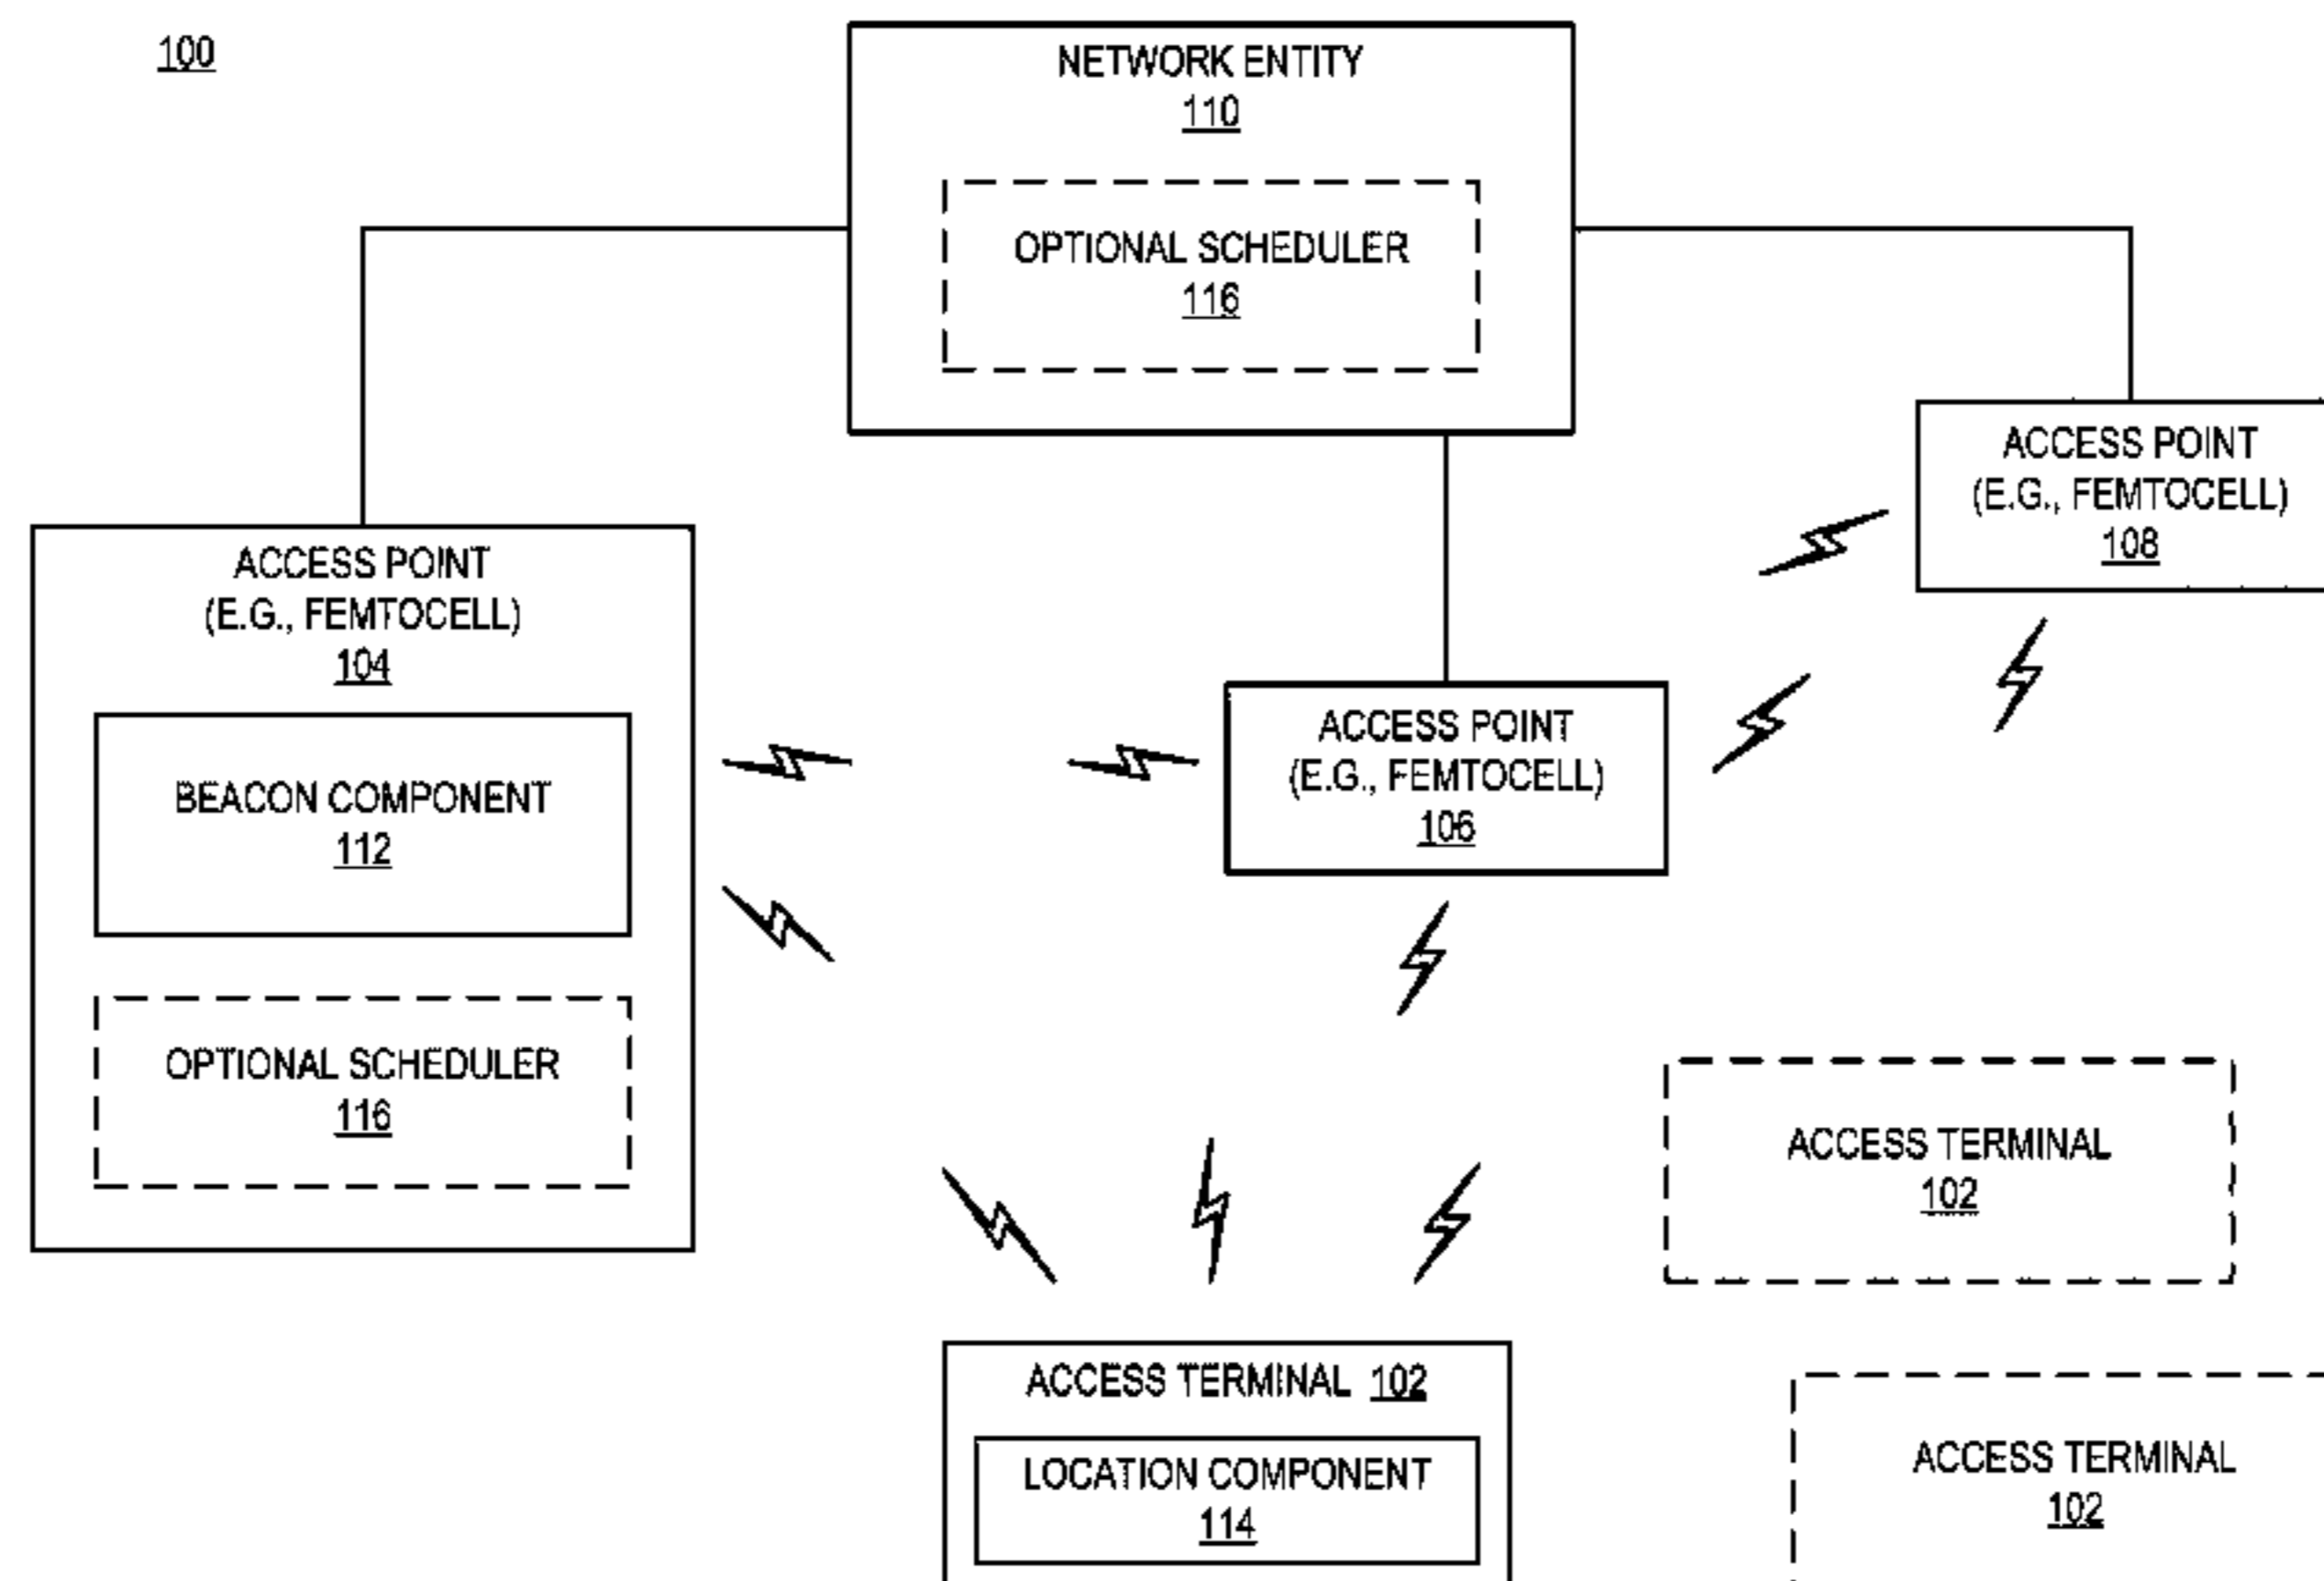 100
NETWORK ENTITY
110
OPTIONAL SCHEDULER
116
ACCESS POINT
(E.G., FEMTOCELL)
108
ACCESS POINT
(E.G., FEMTOCELL)
104
BEACON COMPONENT
112
OPTIONAL SCHEDULER
116
ACCESS POINT
(E.G., FEMTOCELL)
106
ACCESS TERMINAL
102
ACCESS TERMINAL 102
LOCATION COMPONENT
114
ACCESS TERMINAL
102